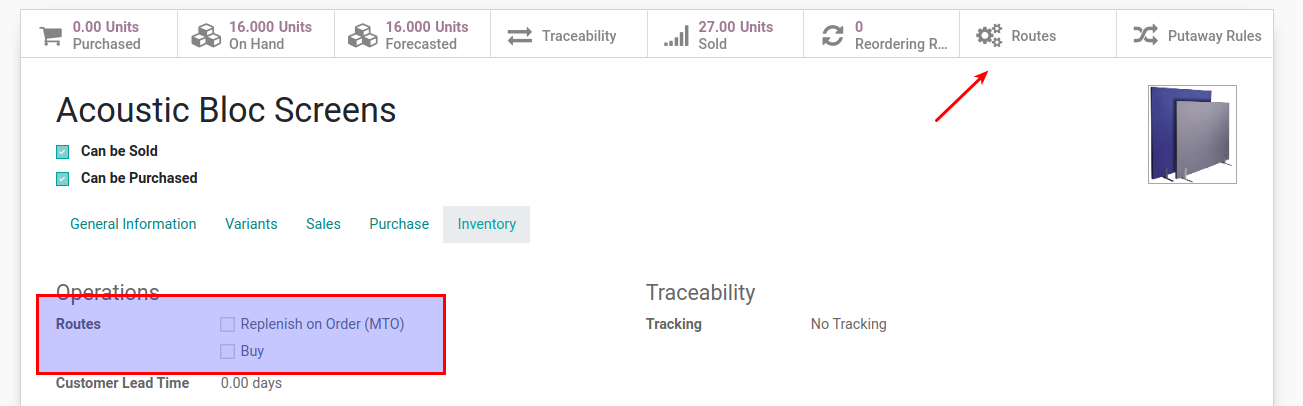 0.00 Units
Purchased
16.000 Units
On Hand
16.000 Units
Forecasted
Traceability
27.00 Units
Sold
0
Reordering R...
Routes
Putaway Rules
Acoustic Bloc Screens
Can be Sold
Can be Purchased
General Information Variants Sales Purchase Inventory
Operations
Routes Replenish on Order (MTO)
Buy
Customer Lead Time 0.00 days
Traceability
Tracking No Tracking